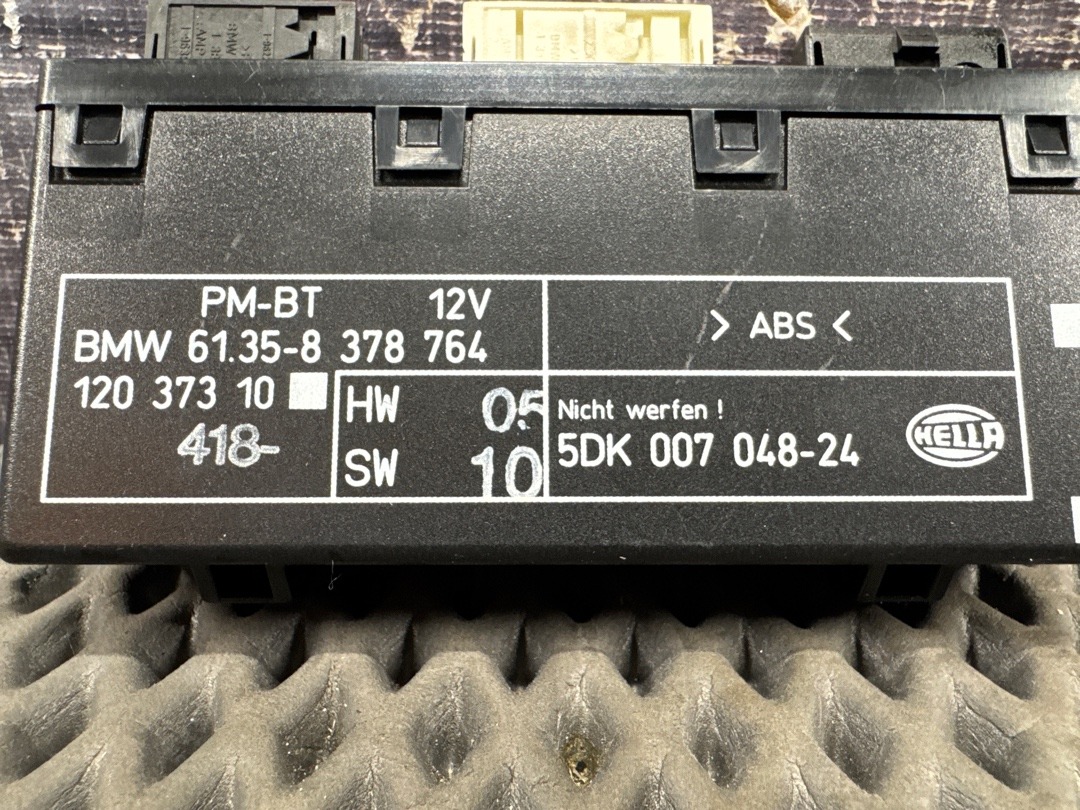 PM-BT 12V
BMW 61.35-8 378 764
120 373 10
418-
HW 05
SW 10
> ABS <
Nicht werfen !
5DK 007 048-24
HELLA